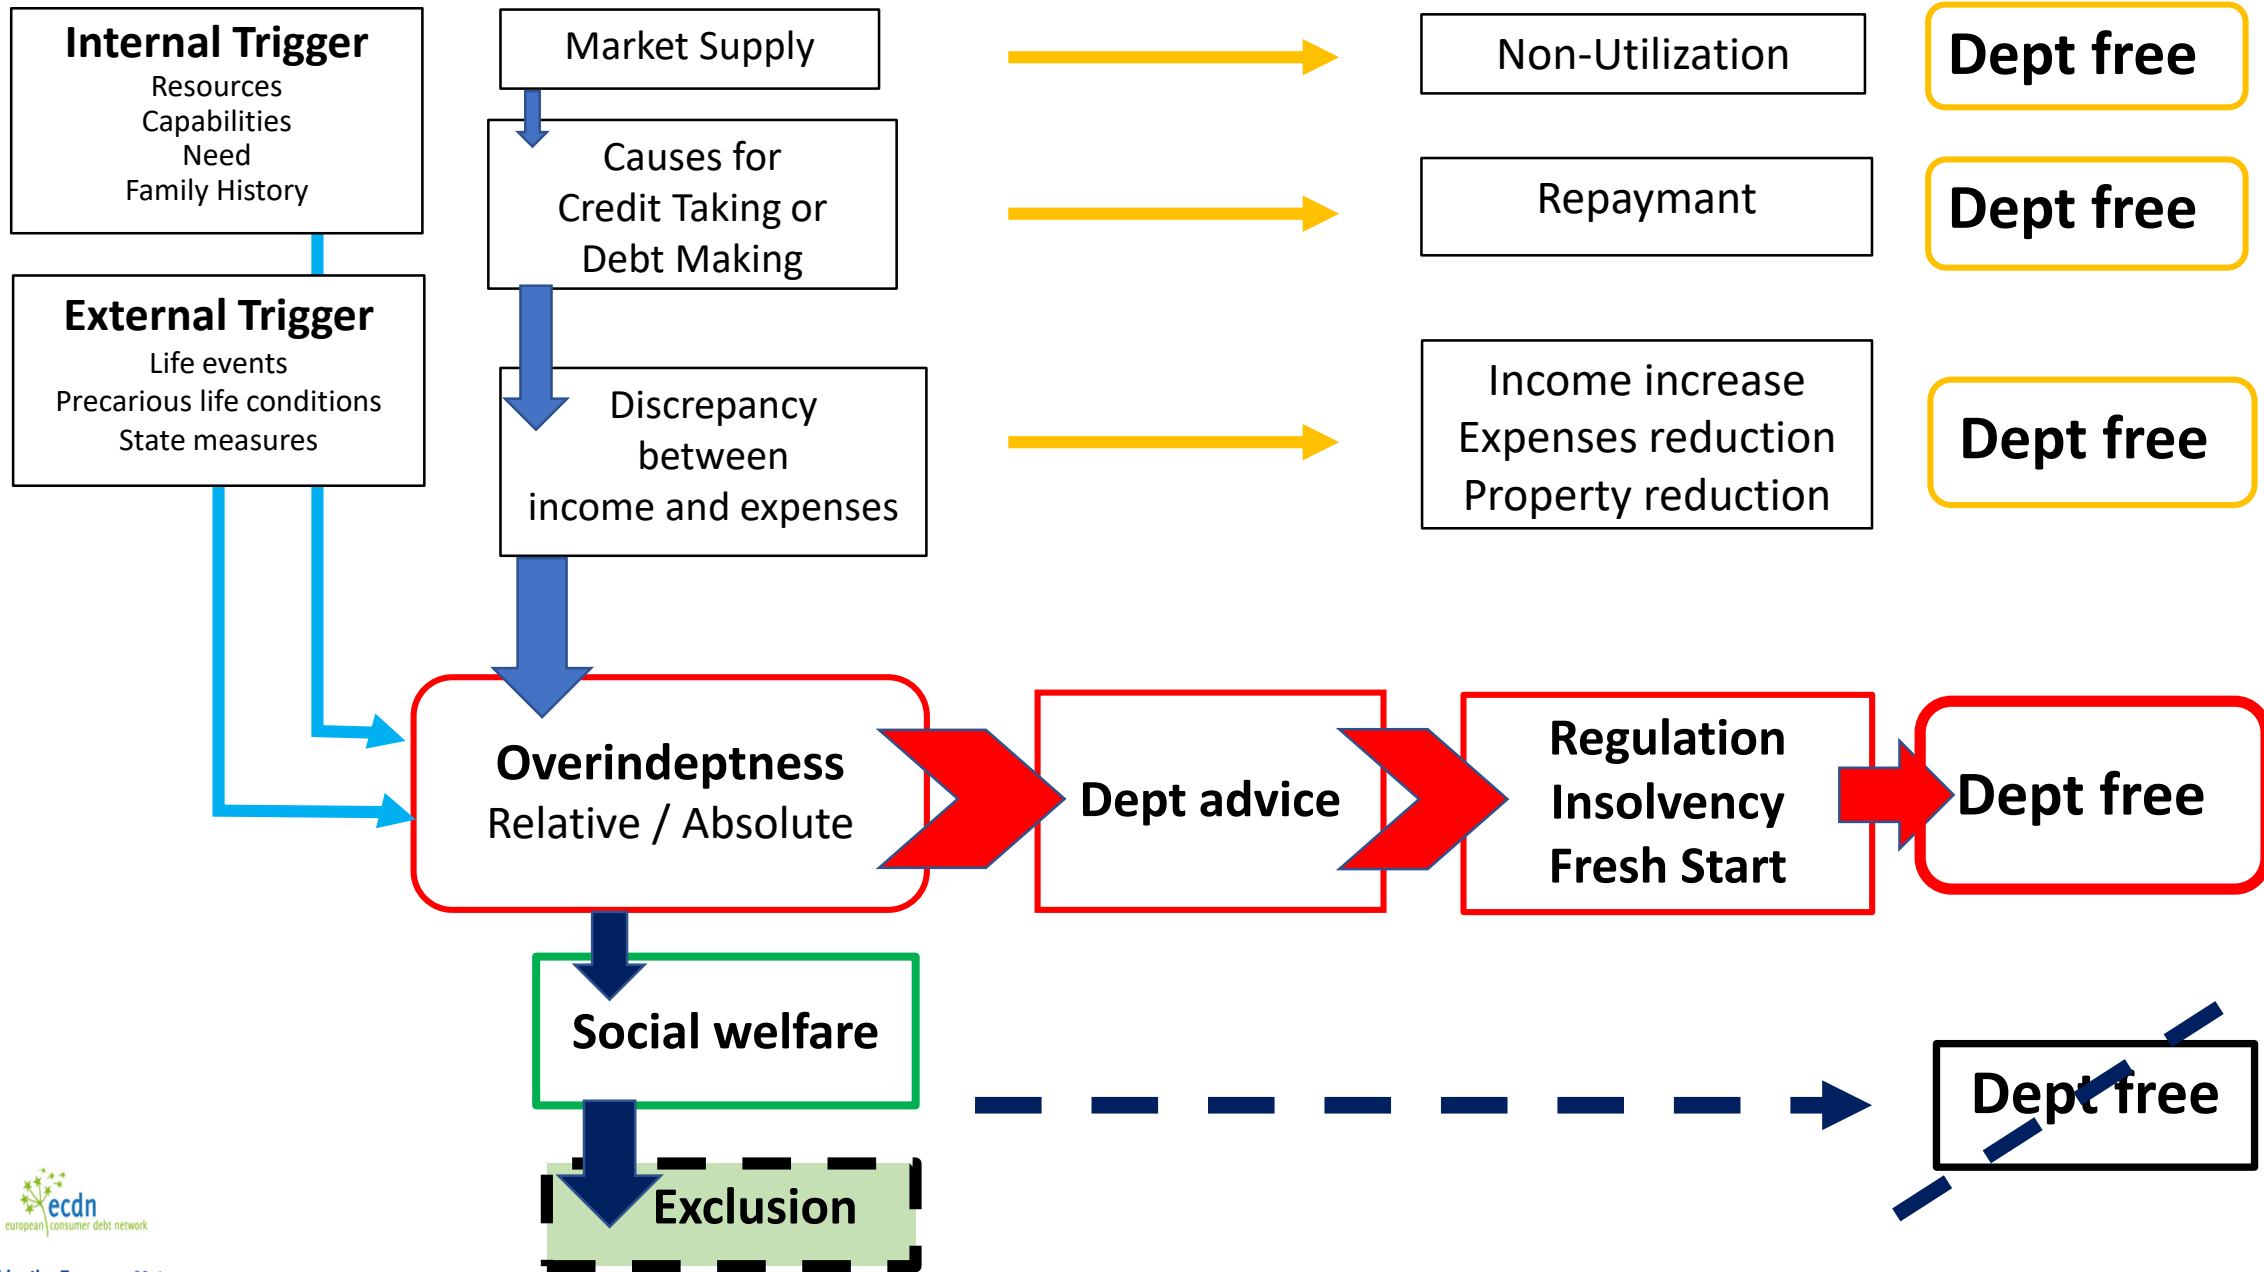 Internal Trigger
Resources
Capabilities
Need
Family History
External Trigger
Life events
Precarious life conditions
State measures
Market Supply
Causes for
Credit Taking or
Debt Making
Discrepancy
between
income and expenses
Non-Utilization
Dept free
Repaymant
Dept free
Income increase
Expenses reduction
Property reduction
Dept free
Overindeptness
Relative / Absolute
Dept advice
Regulation
Insolvency
Fresh Start
Dept free
Social welfare
Dept free
Exclusion
ecdn
european consumer debt network